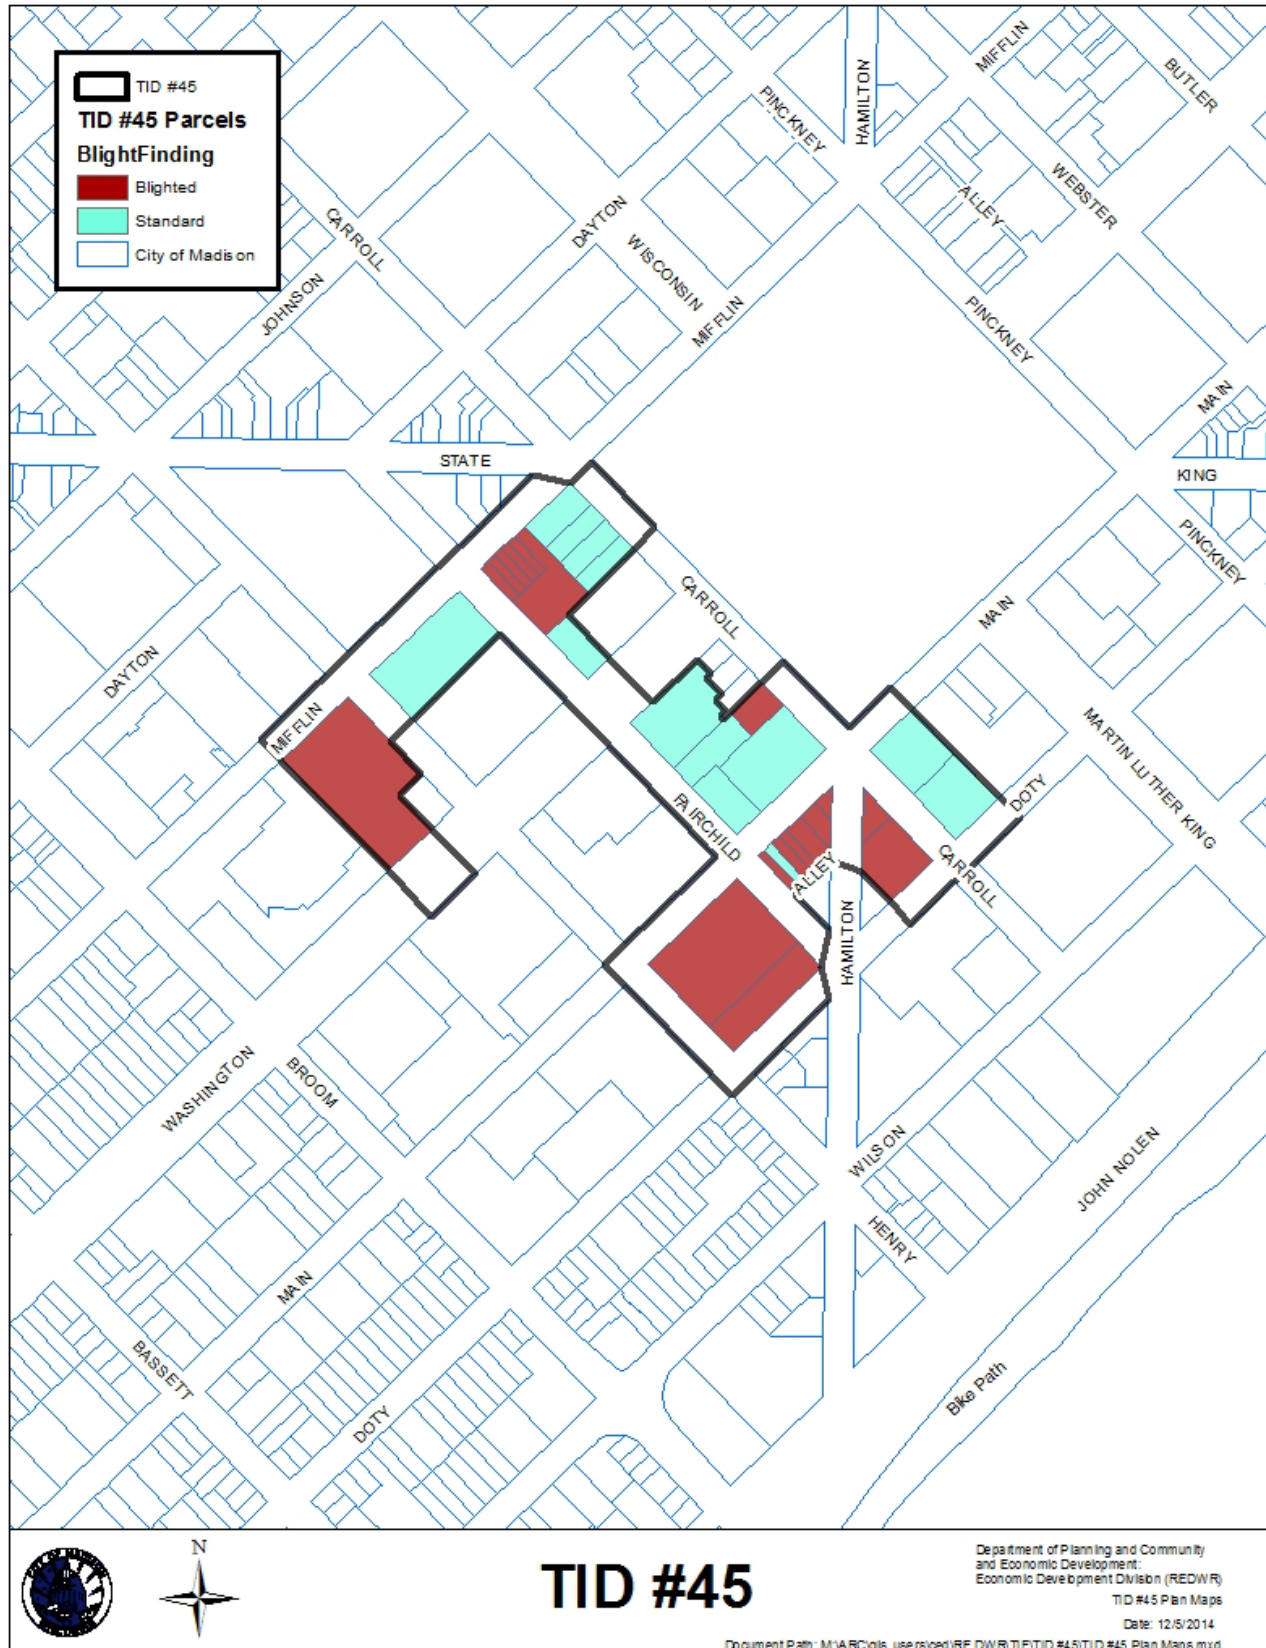 TID #45
TID #45 Parcels
BlightFinding
Blighted
Standard
City of Madison
MIFFLIN
BUTLER
HAMILTON
PINCKNEY
WEBSTER
ALLEY
DAYTON
CARROLL
WISCONSIN
JOHNSON
MIFFLIN
PINCKNEY
MAIN
STATE
KING
PINCKNEY
CARROLL
MAIN
DAYTON
MIFFLIN
MARTIN LUTHER KING
DOTY
FAIRCHILD
CARROLL
ALLEY
HAMILTON
WASHINGTON
BROOM
WILSON
JOHN NOLEN
HENRY
MAIN
BASSETT
Bike Path
DOTY
N
TID #45
Department of Planning and Community
and Economic Development:
Economic Development Division (REDWR)
TID #45 Plan Maps
Date: 12/5/2014